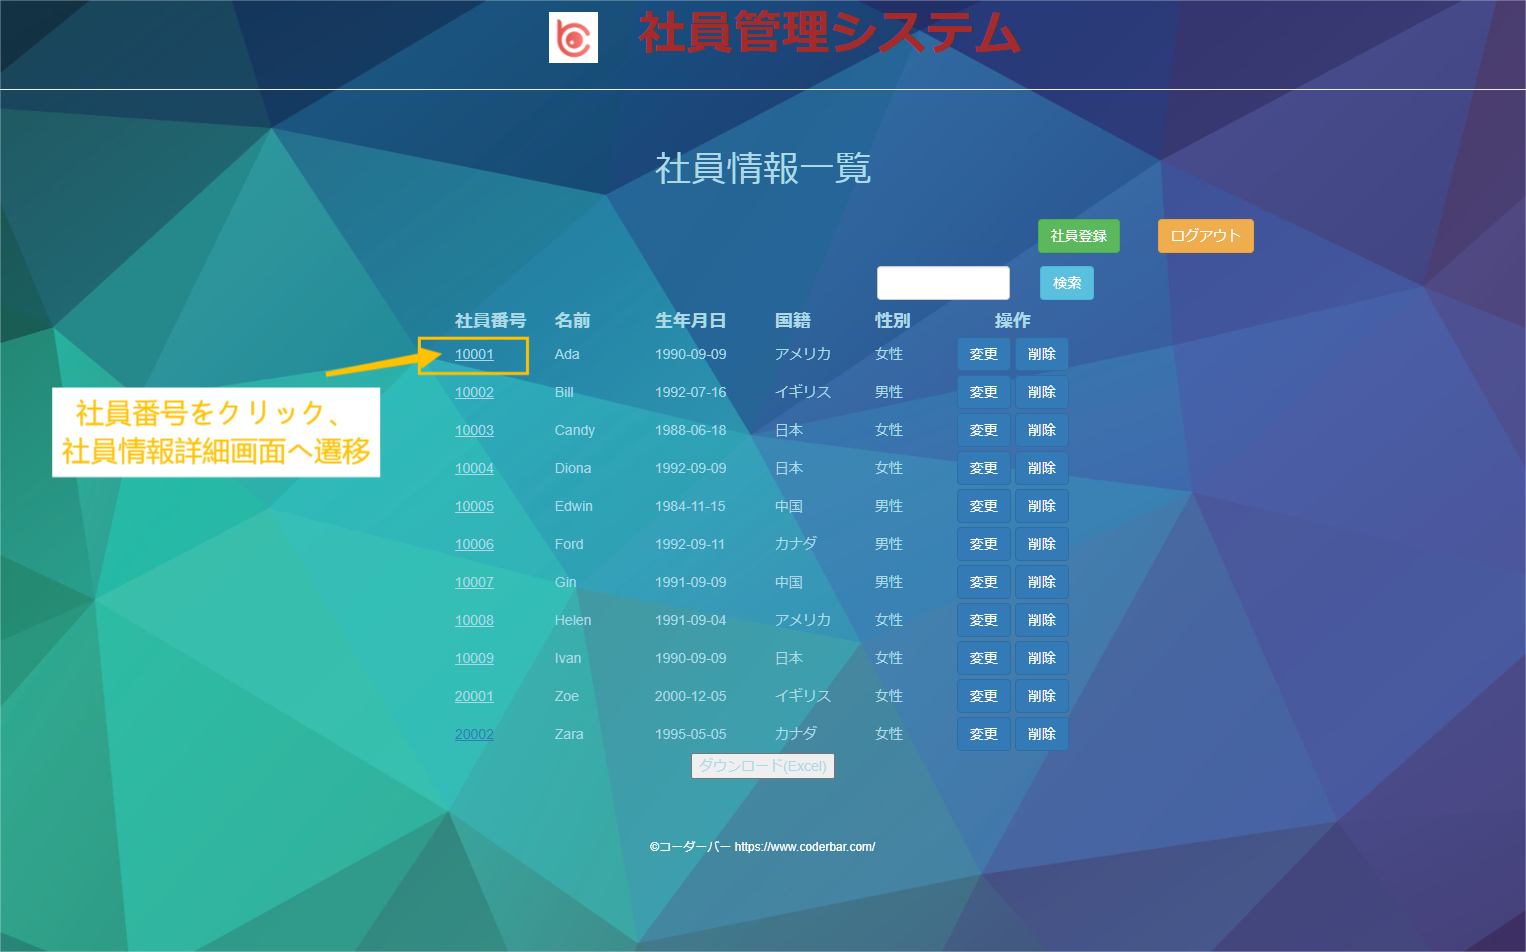 社員管理システム
社員情報一覧
社員登録 ログアウト
検索
社員番号 名前 生年月日 国籍 性別 操作
10001 Ada 1990-09-09 アメリカ 女性 変更 削除
10002 Bill 1992-07-16 イギリス 男性 変更 削除
社員番号をクリック、
社員情報詳細画面へ遷移
10003 Candy 1988-06-18 日本 女性 変更 削除
10004 Diona 1992-09-09 日本 女性 変更 削除
10005 Edwin 1984-11-15 中国 男性 変更 削除
10006 Ford 1992-09-11 カナダ 男性 変更 削除
10007 Gin 1991-09-09 中国 男性 変更 削除
10008 Helen 1991-09-04 アメリカ 女性 変更 削除
10009 Ivan 1990-09-09 日本 女性 変更 削除
20001 Zoe 2000-12-05 イギリス 女性 変更 削除
20002 Zara 1995-05-05 カナダ 女性 変更 削除
ダウンロード(Excel)
©コーダーバー https://www.coderbar.com/